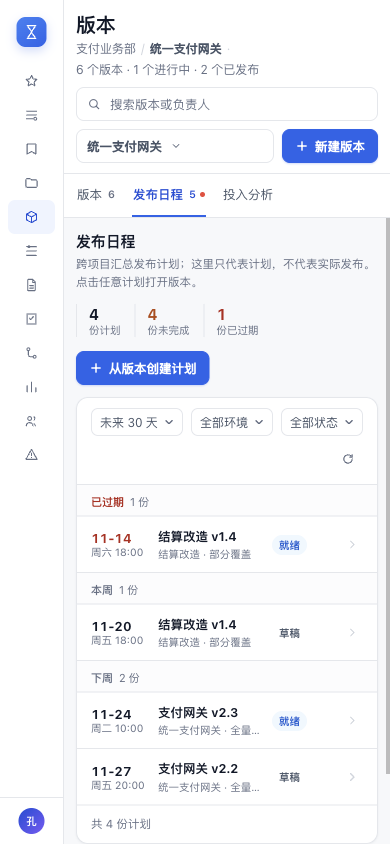 版本
支付业务部 / 统一支付网关 ·
6 个版本 · 1 个进行中 · 2 个已发布
搜索版本或负责人
统一支付网关
+ 新建版本
版本 6 发布日程 5 投入分析
发布日程
跨项目汇总发布计划；这里只代表计划，不代表实际发布。
点击任意计划打开版本。
4 4 1
份计划 份未完成 份已过期
+ 从版本创建计划
未来 30 天 全部环境 全部状态
已过期 1 份
11-14 结算改造 v1.4 就绪
周六 18:00 结算改造 · 部分覆盖
本周 1 份
11-20 结算改造 v1.4 草稿
周五 18:00 结算改造 · 部分覆盖
下周 2 份
11-24 支付网关 v2.3 就绪
周二 10:00 统一支付网关 · 全量...
11-27 支付网关 v2.2 草稿
周五 20:00 统一支付网关 · 全量...
共 4 份计划
孔